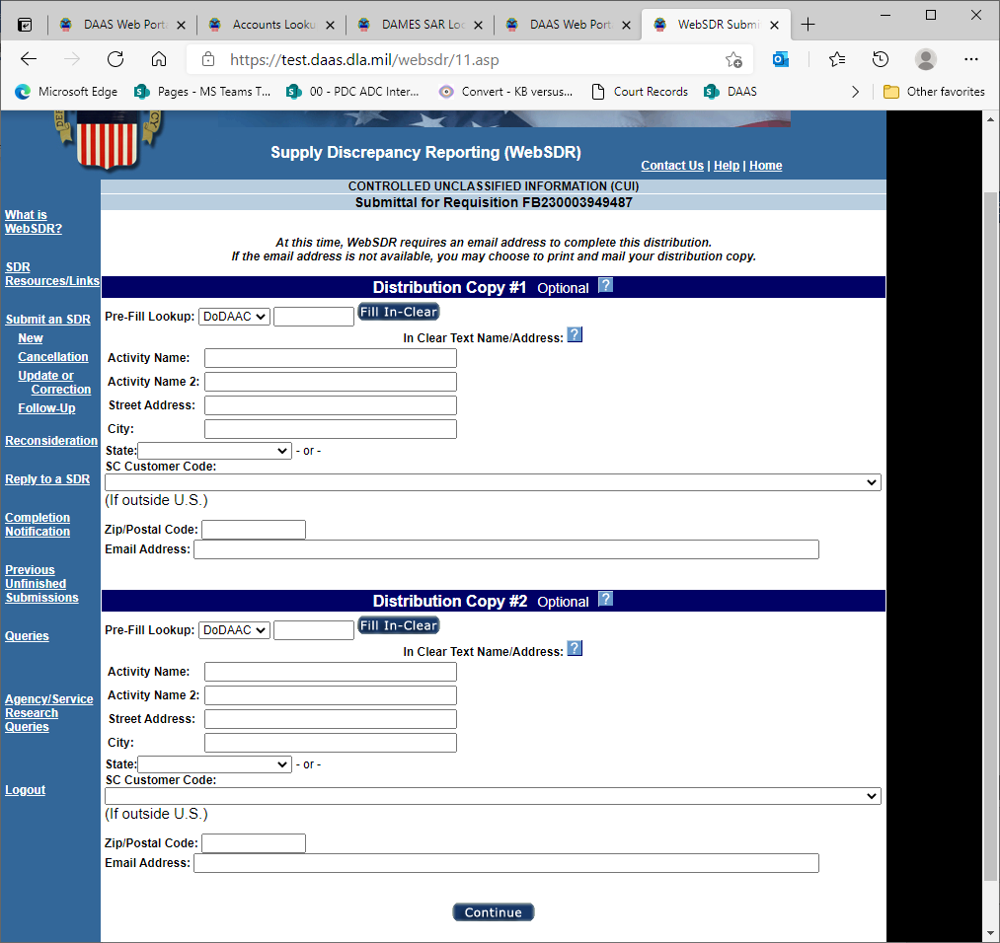 DAAS Web Port
Accounts Looku
DAMES SAR Loc
DAAS Web Port
WebSDR Submi
https://test.daas.dla.mil/websdr/11.asp
Microsoft Edge
Pages - MS Teams T...
00 - PDC ADC Inter...
Convert - KB versus...
Court Records
DAAS
Other favorites
Supply Discrepancy Reporting (WebSDR)
Contact Us | Help | Home
CONTROLLED UNCLASSIFIED INFORMATION (CUI)
Submittal for Requisition FB230003949487
What is
WebSDR?
SDR
Resources/Links
Submit an SDR
New
Cancellation
Update or
Correction
Follow-Up
Reconsideration
Reply to a SDR
Completion
Notification
Previous
Unfinished
Submissions
Queries
Agency/Service
Research
Queries
Logout
At this time, WebSDR requires an email address to complete this distribution.
If the email address is not available, you may choose to print and mail your distribution copy.
Distribution Copy #1 Optional ?
Pre-Fill Lookup: DoDAAC Fill In-Clear
In Clear Text Name/Address: ?
Activity Name:
Activity Name 2:
Street Address:
City:
State: - or -
SC Customer Code:
(If outside U.S.)
Zip/Postal Code:
Email Address:
Distribution Copy #2 Optional ?
Pre-Fill Lookup: DoDAAC Fill In-Clear
In Clear Text Name/Address: ?
Activity Name:
Activity Name 2:
Street Address:
City:
State: - or -
SC Customer Code:
(If outside U.S.)
Zip/Postal Code:
Email Address:
Continue